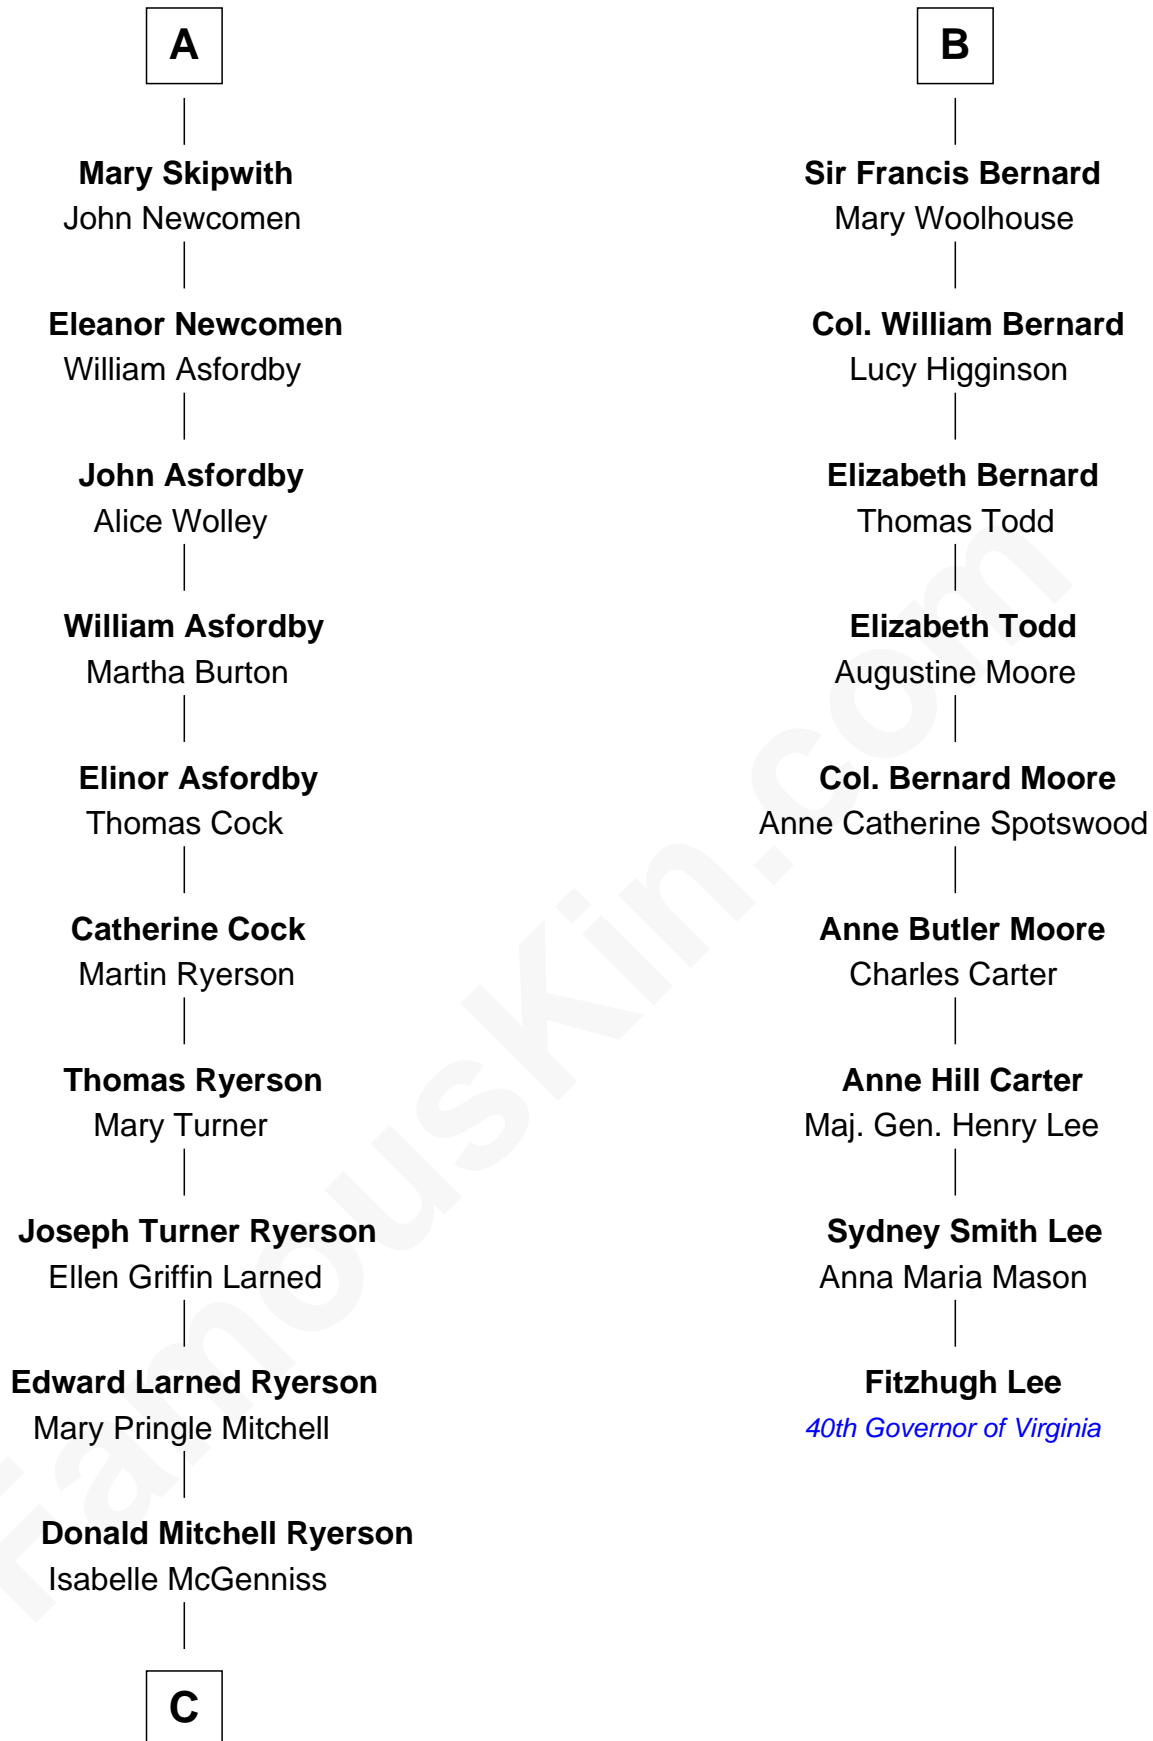 A
Mary Skipwith
John Newcomen
Eleanor Newcomen
William Asfordby
John Asfordby
Alice Wolley
William Asfordby
Martha Burton
Elinor Asfordby
Thomas Cock
Catherine Cock
Martin Ryerson
Thomas Ryerson
Mary Turner
Joseph Turner Ryerson
Ellen Griffin Larned
Edward Larned Ryerson
Mary Pringle Mitchell
Donald Mitchell Ryerson
Isabelle McGenniss
C
B
Sir Francis Bernard
Mary Woolhouse
Col. William Bernard
Lucy Higginson
Elizabeth Bernard
Thomas Todd
Elizabeth Todd
Augustine Moore
Col. Bernard Moore
Anne Catherine Spotswood
Anne Butler Moore
Charles Carter
Anne Hill Carter
Maj. Gen. Henry Lee
Sydney Smith Lee
Anna Maria Mason
Fitzhugh Lee
40th Governor of Virginia
FamousKin.com